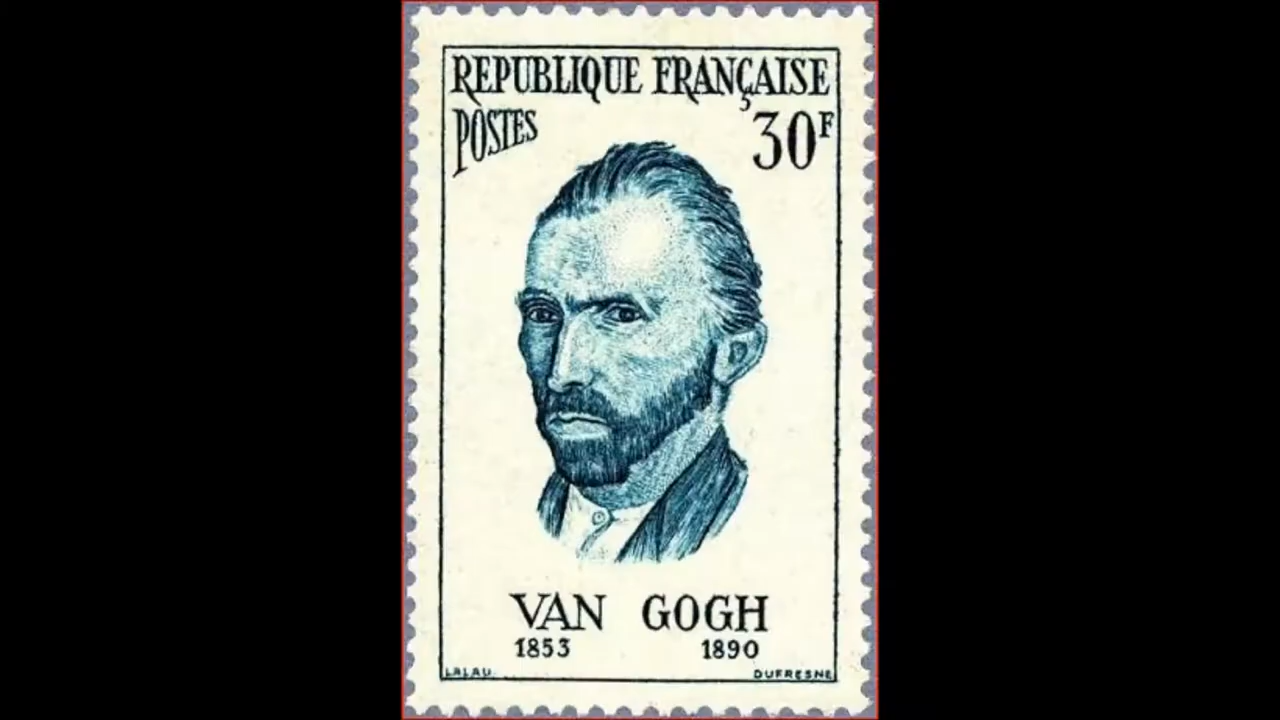 REPUBLIQUE FRANÇAISE
POSTES 30F
VAN GOGH
1853 1890
LALAU. DUFRESNE